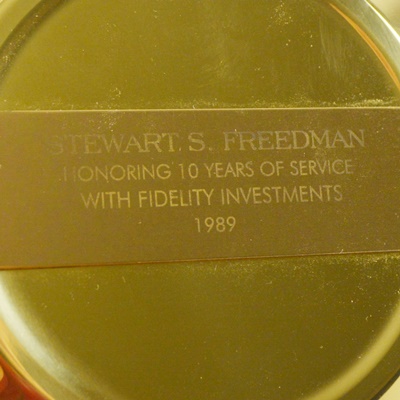 STEWART S. FREEDMAN
HONORING 10 YEARS OF SERVICE
WITH FIDELITY INVESTMENTS
1989